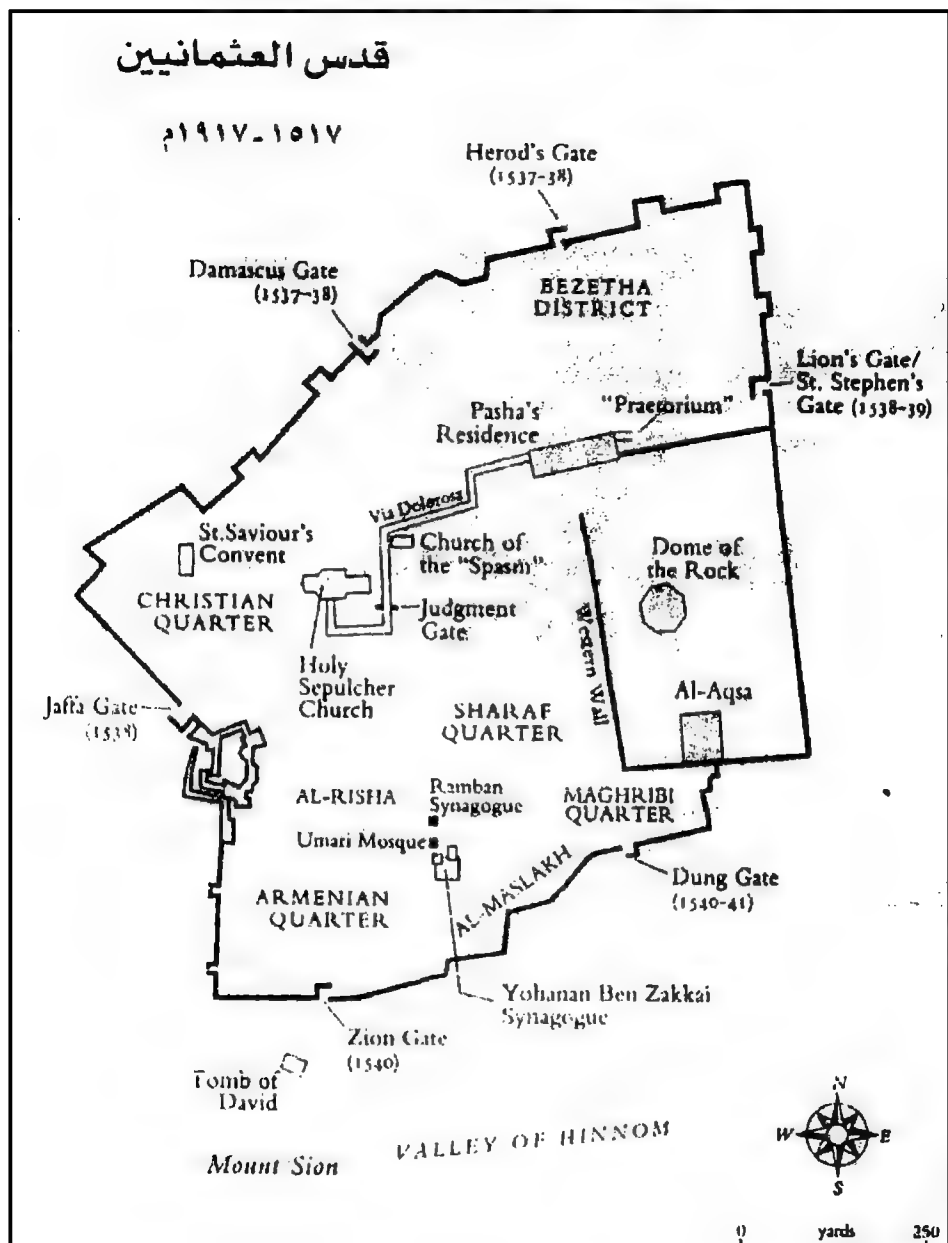 قدس العثمانيين
١٥١٧-١٩١٧م
Herod's Gate
(1537-38)
Damascus Gate
(1537-38)
BEZETHA
DISTRICT
Lion's Gate/
St. Stephen's
Gate (1538-39)
"Praetorium"
Pasha's
Residence
Via Dolorosa
St.Saviour's
Convent
Church of
the "Spasm"
Dome of
the Rock
CHRISTIAN
QUARTER
Judgment
Gate
Western Wall
Holy
Sepulcher
Church
Al-Aqsa
Jaffa Gate
(1538)
SHARAF
QUARTER
AL-RISHA
Ramban
Synagogue
MAGHRIBI
QUARTER
Umari Mosque
AL-MASLAKH
Dung Gate
(1540-41)
ARMENIAN
QUARTER
Yohanan Ben Zakkai
Synagogue
Zion Gate
(1540)
Tomb of
David
VALLEY OF HINNOM
Mount Sion
N
W E
S
0 yards 250